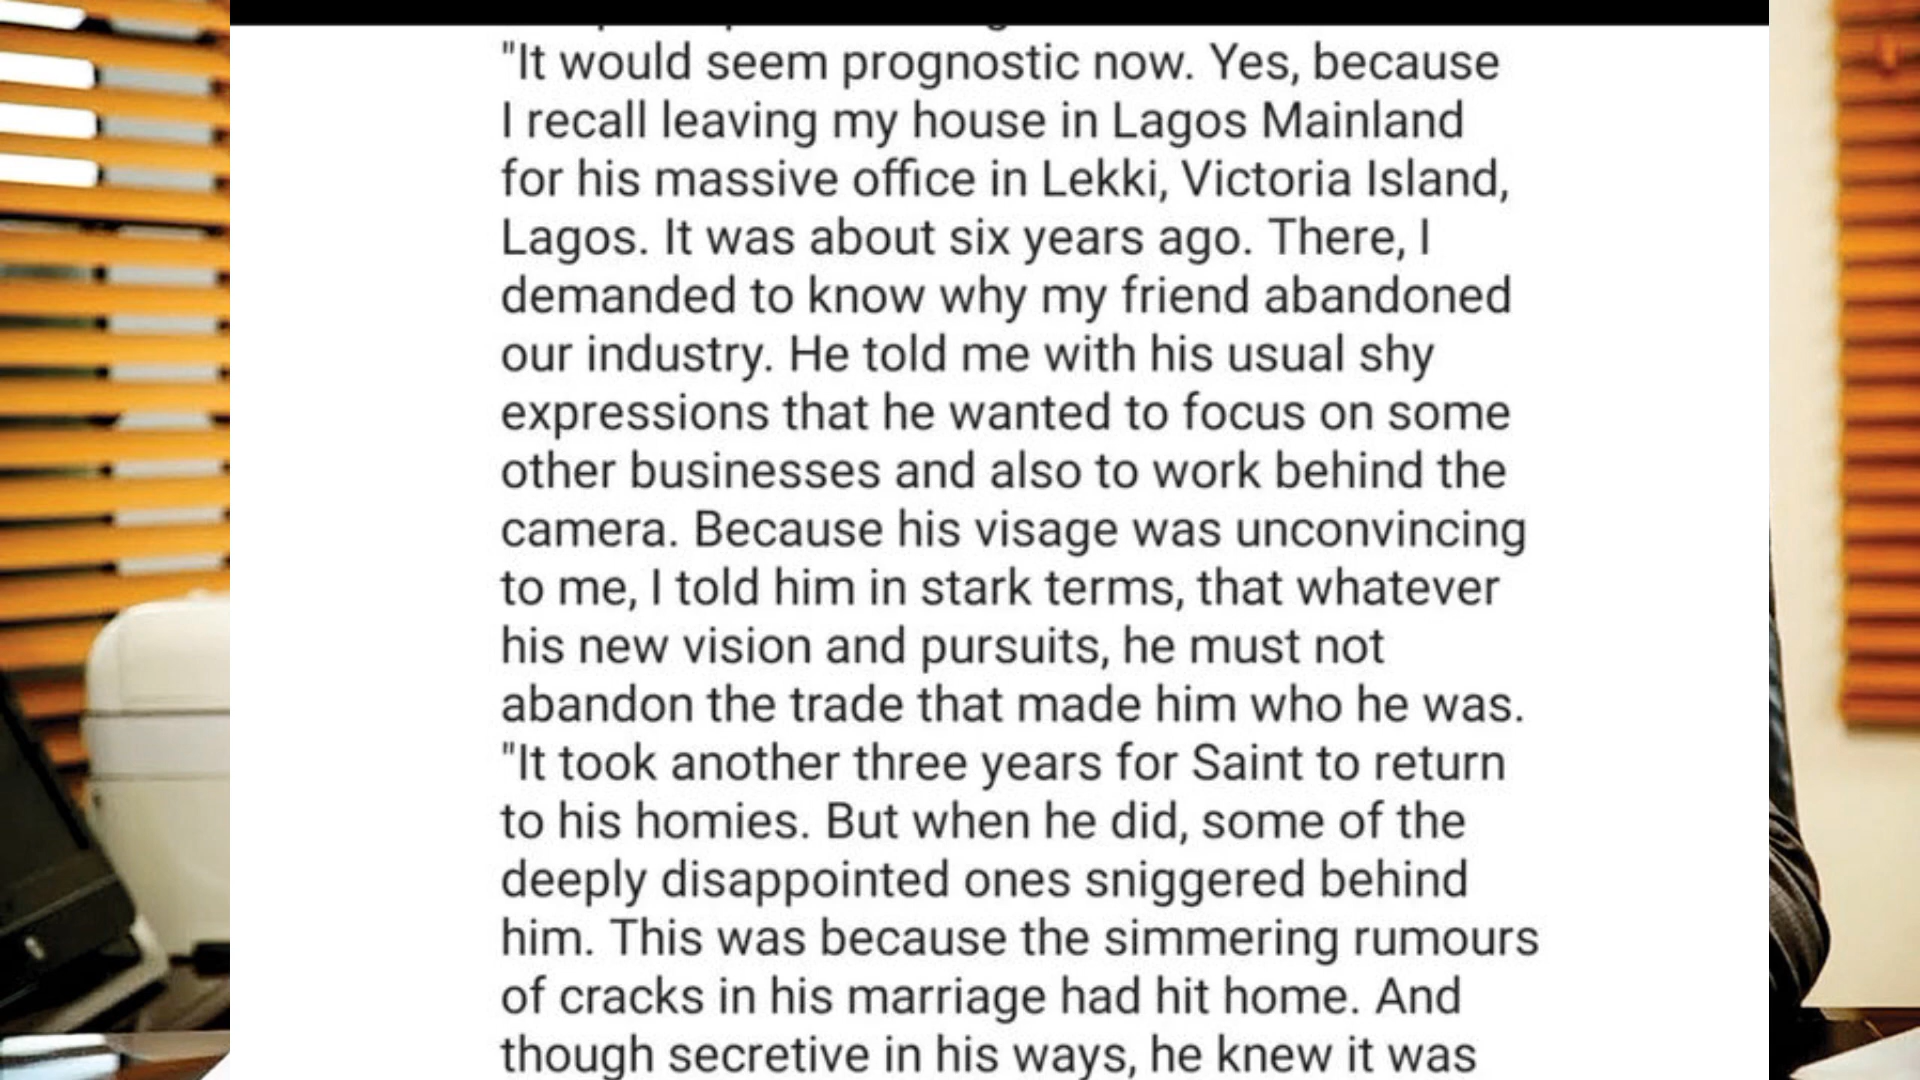 "It would seem prognostic now. Yes, because
I recall leaving my house in Lagos Mainland
for his massive office in Lekki, Victoria Island,
Lagos. It was about six years ago. There, I
demanded to know why my friend abandoned
our industry. He told me with his usual shy
expressions that he wanted to focus on some
other businesses and also to work behind the
camera. Because his visage was unconvincing
to me, I told him in stark terms, that whatever
his new vision and pursuits, he must not
abandon the trade that made him who he was.
"It took another three years for Saint to return
to his homies. But when he did, some of the
deeply disappointed ones sniggered behind
him. This was because the simmering rumours
of cracks in his marriage had hit home. And
though secretive in his ways, he knew it was